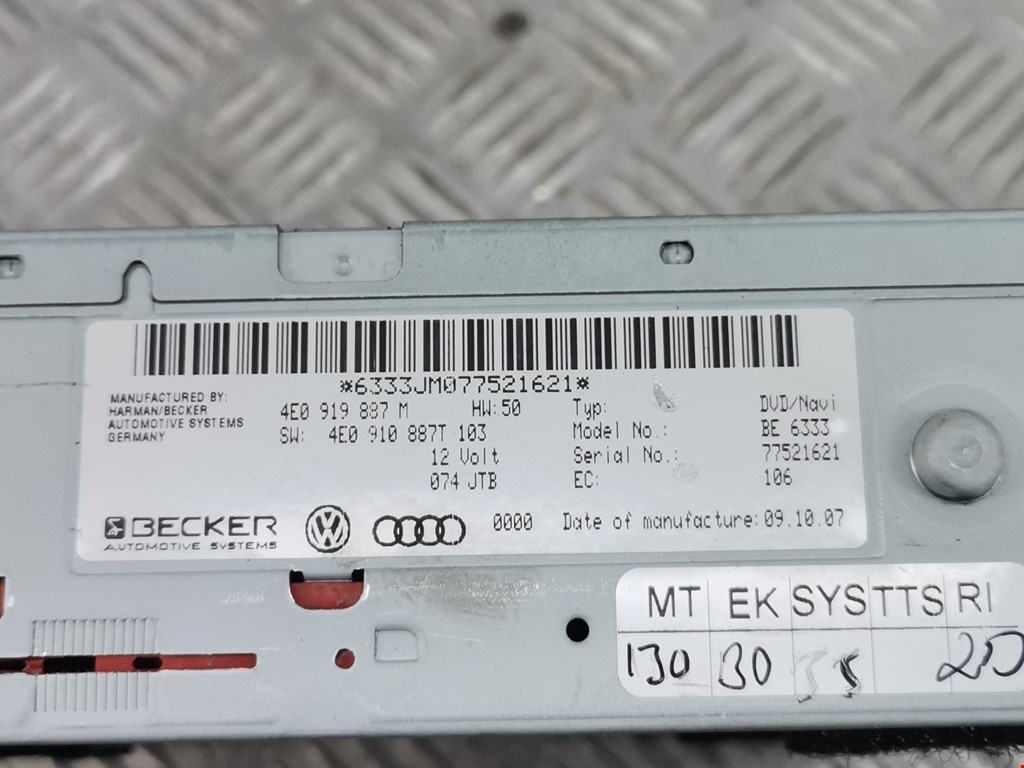 *6333JM077521621*
MANUFACTURED BY:
HARMAN/BECKER
AUTOMOTIVE SYSTEMS
GERMANY
4E0 919 887 M HW:50
SW: 4E0 910 887T 103
12 Volt
074 JTB
Typ: DVD/Navi
Model No.: BE 6333
Serial No.: 77521621
EC: 106
BECKER
AUTOMOTIVE SYSTEMS
VW
0000 Date of manufacture: 09.10.07
MT EK SYS TTS RI
130 30